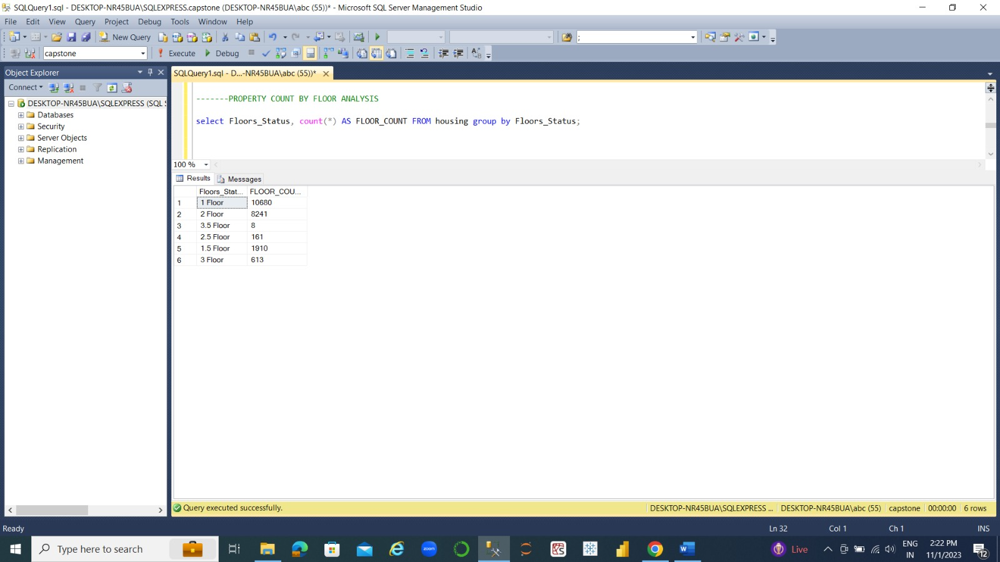 SQLQuery1.sql - DESKTOP-NR45BUA\SQLEXPRESS.capstone (DESKTOP-NR45BUA\abc (55))* - Microsoft SQL Server Management Studio
File Edit View Query Project Debug Tools Window Help
New Query ;
capstone Execute Debug
Object Explorer
SQLQuery1.sql - D...-NR45BUA\abc (55))*
Connect
DESKTOP-NR45BUA\SQLEXPRESS (SQL S
Databases
Security
Server Objects
Replication
Management
-------PROPERTY COUNT BY FLOOR ANALYSIS
select Floors_Status, count(*) AS FLOOR_COUNT FROM housing group by Floors_Status;
100 %
Results Messages
Floors_Stat... FLOOR_COU...
1 1 Floor 10680
2 2 Floor 8241
3 3.5 Floor 8
4 2.5 Floor 161
5 1.5 Floor 1910
6 3 Floor 613
Query executed successfully. DESKTOP-NR45BUA\SQLEXPRESS ... DESKTOP-NR45BUA\abc (55) capstone 00:00:00 6 rows
Ready Ln 32 Col 1 Ch 1 INS
Type here to search zoom Live ENG IN 2:22 PM 11/1/2023 12